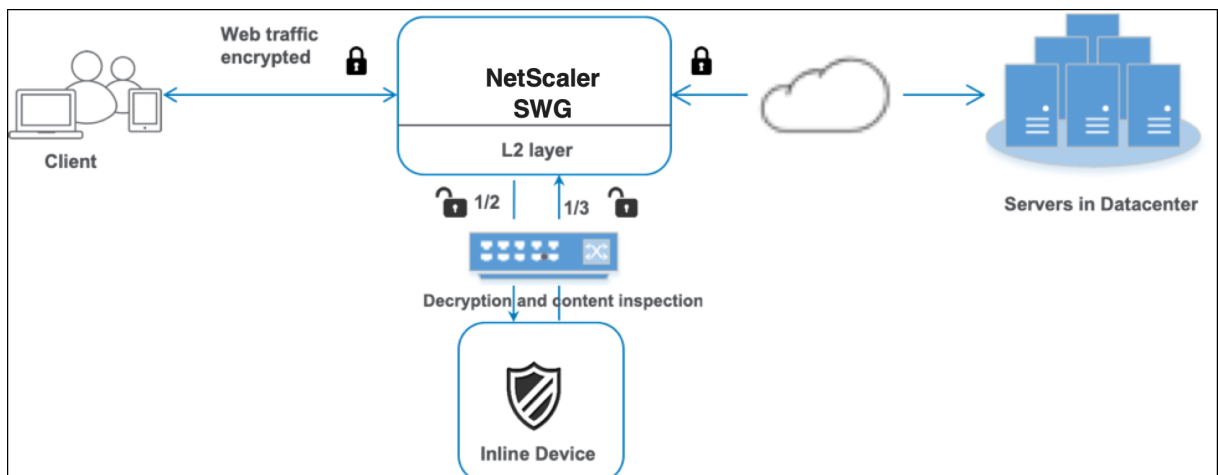 Web traffic
encrypted
NetScaler
SWG
L2 layer
Client
1/2
1/3
Servers in Datacenter
Decryption and content inspection
Inline Device